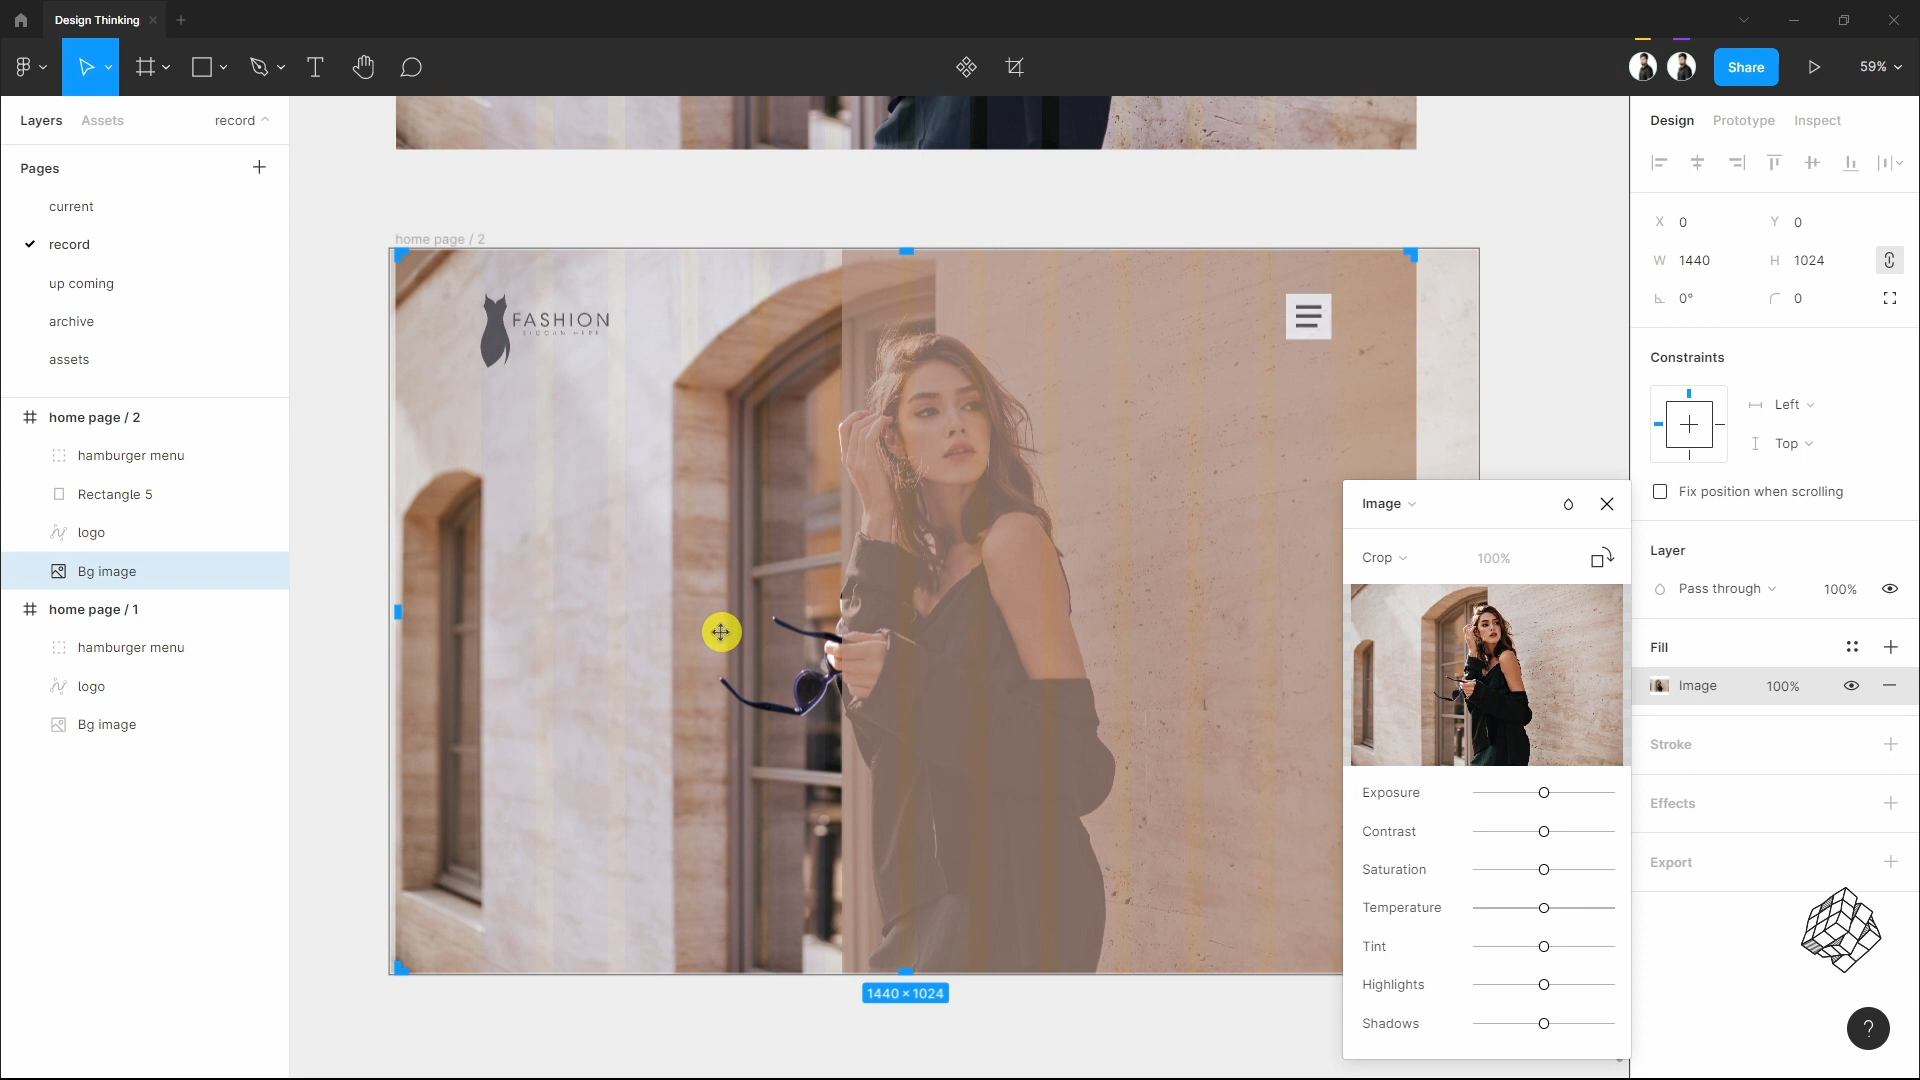 Design Thinking
Share
59%
Layers
Assets
record
Pages
current
record
up coming
archive
assets
home page / 2
hamburger menu
Rectangle 5
logo
Bg image
home page / 1
hamburger menu
logo
Bg image
home page / 2
FASHION
SLOGAN HERE
1440 × 1024
Image
Crop
100%
Exposure
Contrast
Saturation
Temperature
Tint
Highlights
Shadows
Design
Prototype
Inspect
X 0
Y 0
W 1440
H 1024
0°
0
Constraints
Left
Top
Fix position when scrolling
Layer
Pass through
100%
Fill
Image
100%
Stroke
Effects
Export
?